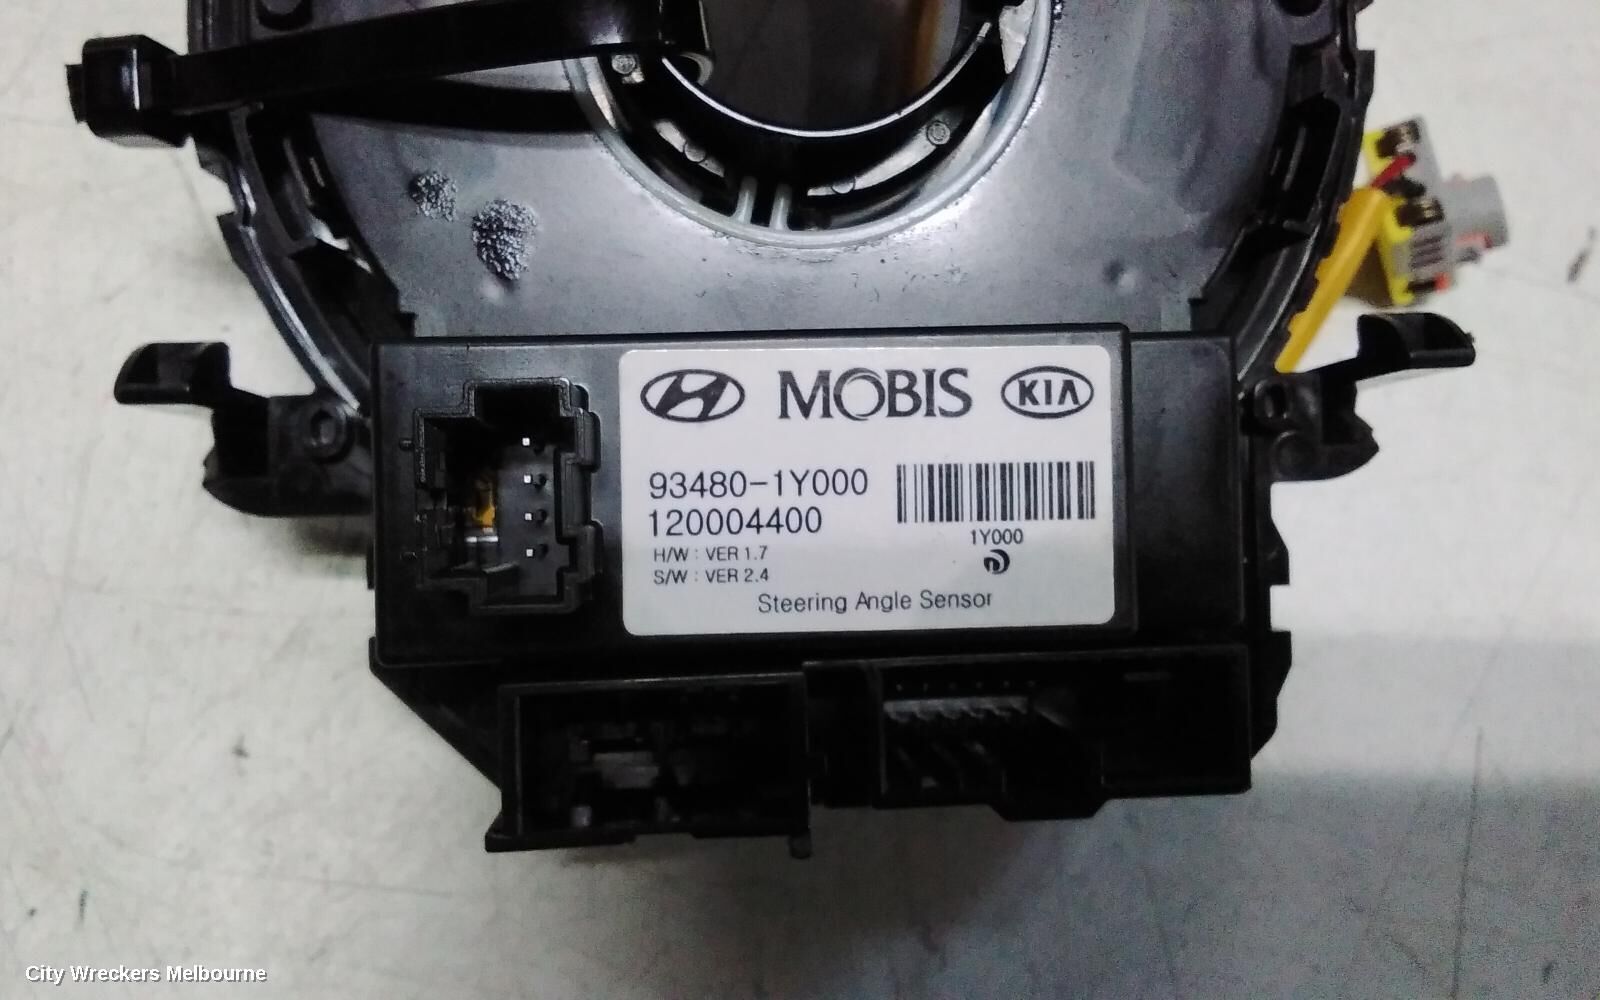 MOBIS KIA
93480-1Y000
120004400
H/W : VER 1.7
S/W : VER 2.4
1Y000
Steering Angle Sensor
City Wreckers Melbourne